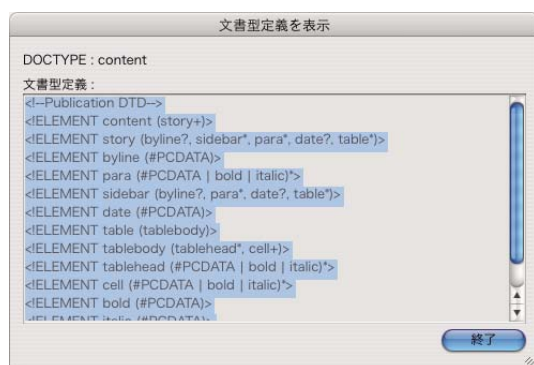 文書型定義を表示
DOCTYPE : content
文書型定義 :
<!--Publication DTD-->
<!ELEMENT content (story+)>
<!ELEMENT story (byline?, sidebar*, para*, date?, table*)>
<!ELEMENT byline (#PCDATA)>
<!ELEMENT para (#PCDATA | bold | italic)*>
<!ELEMENT sidebar (byline?, para*, date?, table*)>
<!ELEMENT date (#PCDATA)>
<!ELEMENT table (tablebody)>
<!ELEMENT tablebody (tablehead*, cell+)>
<!ELEMENT tablehead (#PCDATA | bold | italic)*>
<!ELEMENT cell (#PCDATA | bold | italic)*>
<!ELEMENT bold (#PCDATA)>
<!ELEMENT italic (#PCDATA)>
終了